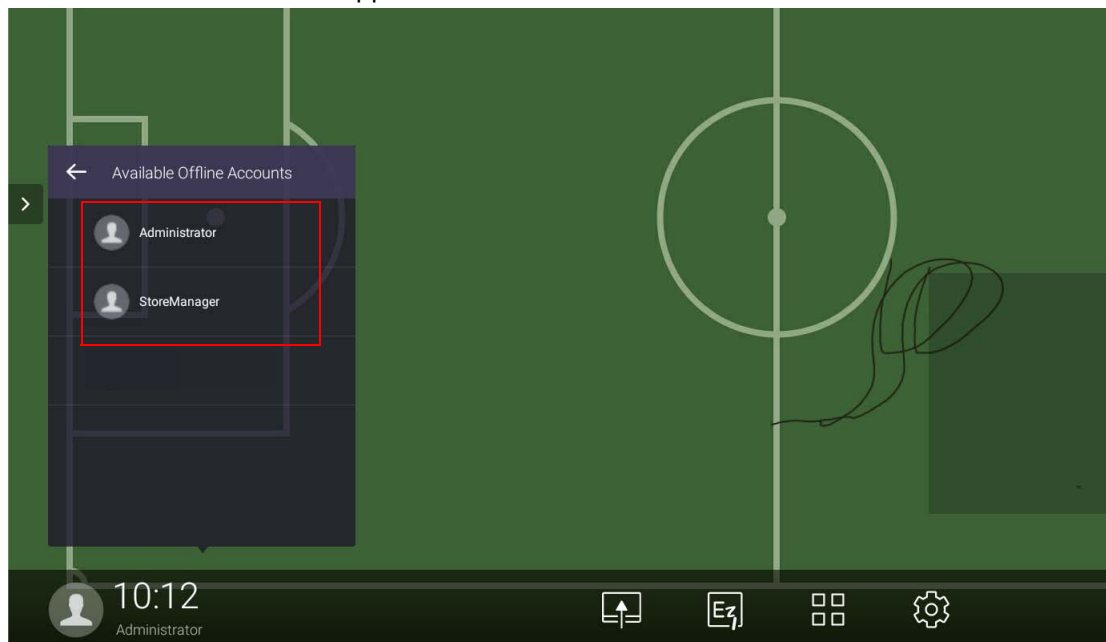 Available Offline Accounts
Administrator
StoreManager
10:12
Administrator